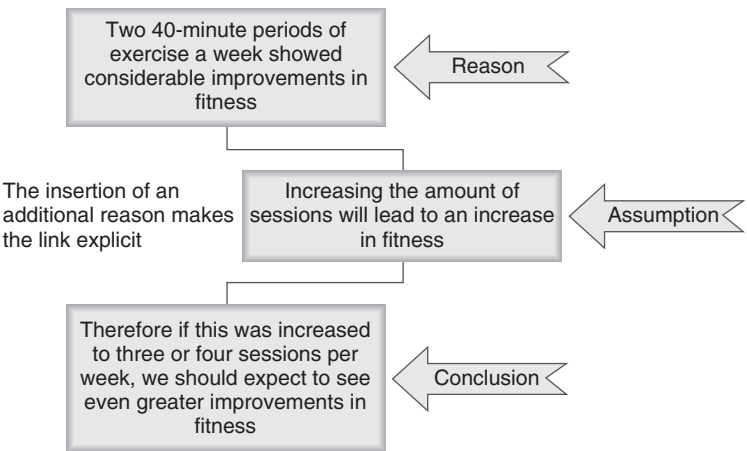 Two 40-minute periods of
exercise a week showed
considerable improvements in
fitness
Reason
The insertion of an
additional reason makes
the link explicit
Increasing the amount of
sessions will lead to an increase
in fitness
Assumption
Therefore if this was increased
to three or four sessions per
week, we should expect to see
even greater improvements in
fitness
Conclusion